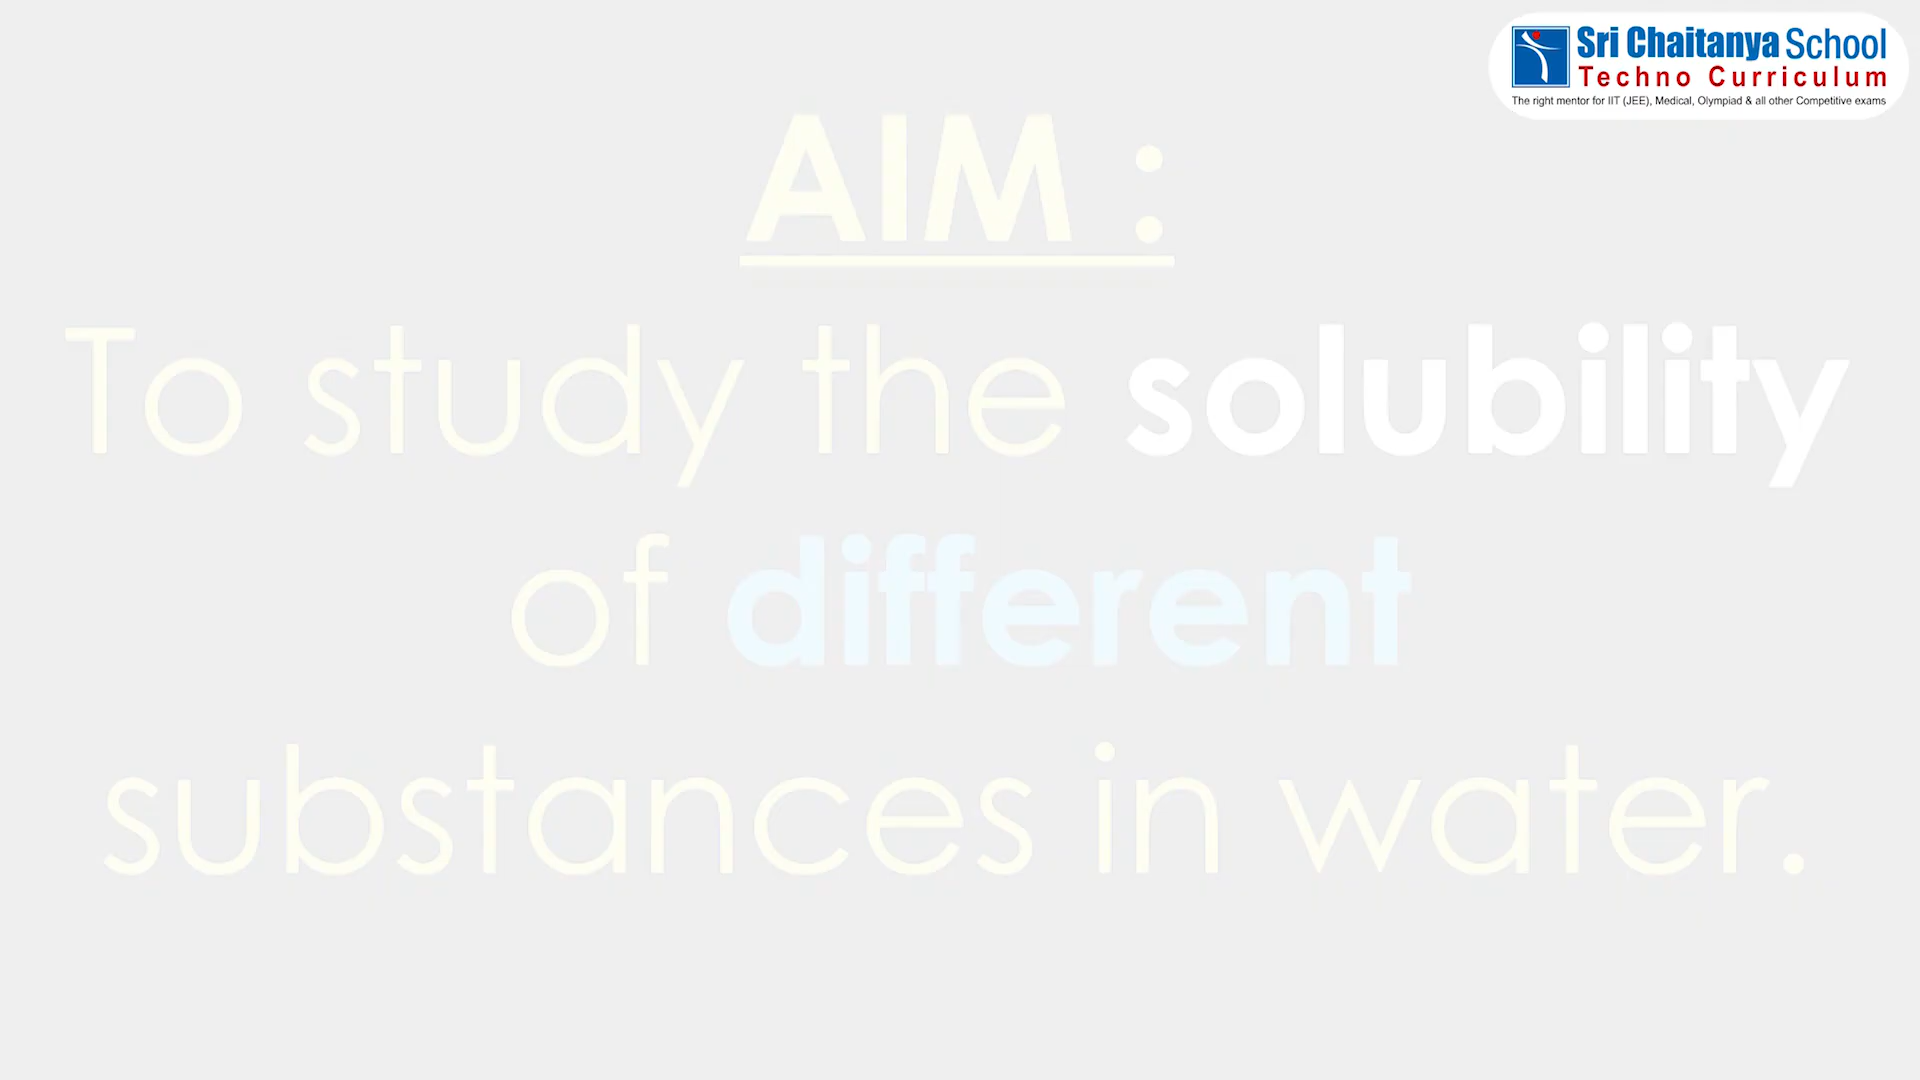 Sri Chaitanya School
Techno Curriculum
The right mentor for IIT (JEE), Medical, Olympiad & all other Competitive exams
AIM :
To study the solubility
of different
substances in water.